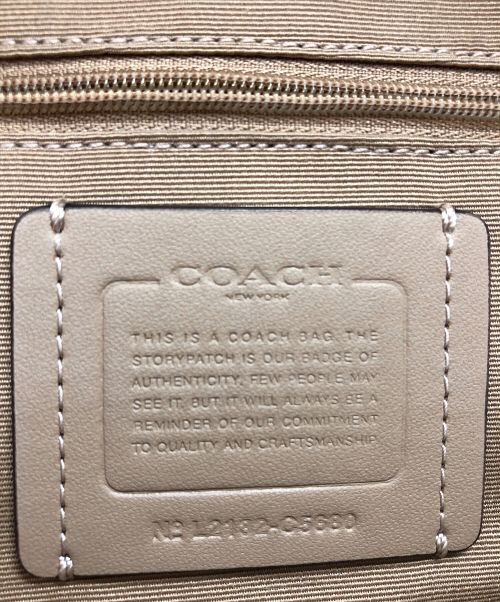 COACH
NEW YORK
THIS IS A COACH BAG. THE
STORYPATCH IS OUR BADGE OF
AUTHENTICITY. FEW PEOPLE MAY
SEE IT, BUT IT WILL ALWAYS BE A
REMINDER OF OUR COMMITMENT
TO QUALITY AND CRAFTSMANSHIP.
Nº L2132-C5680